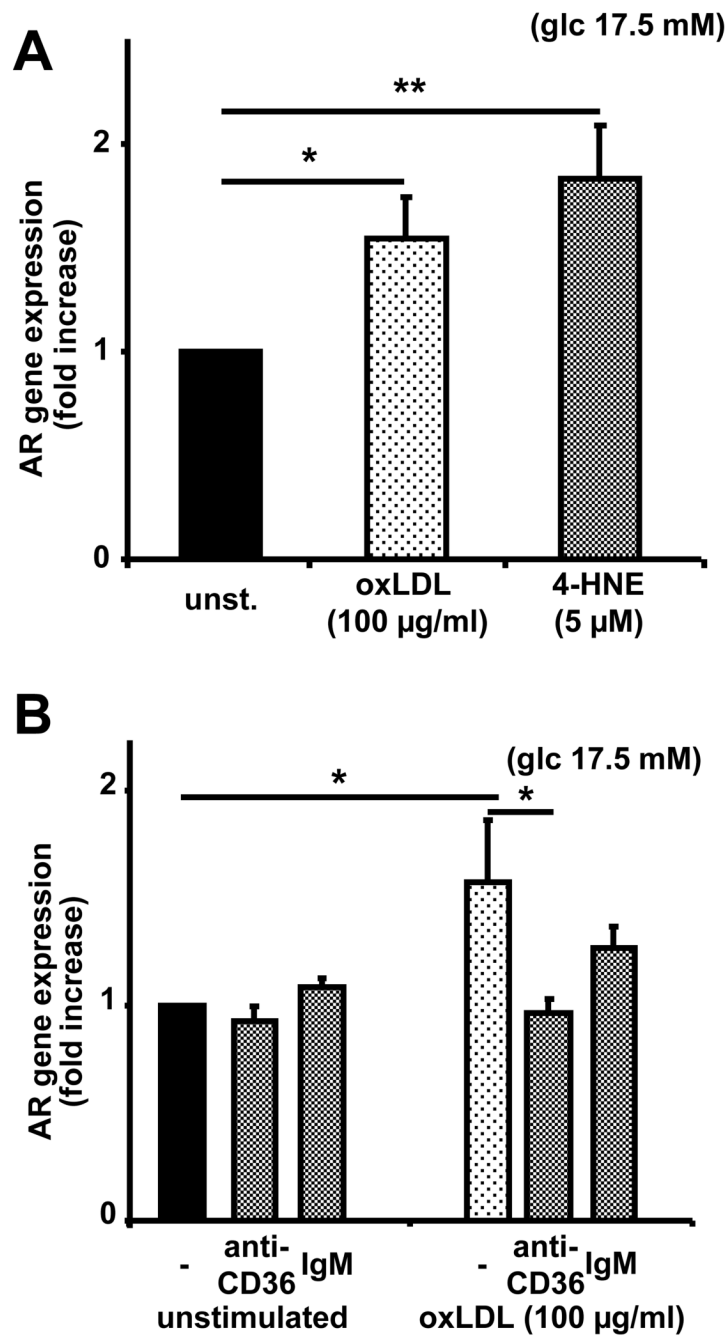 A
(glc 17.5 mM)
**
*
2
1
0
AR gene expression
(fold increase)
unst.
oxLDL
(100 µg/ml)
4-HNE
(5 µM)
B
(glc 17.5 mM)
*
*
2
1
0
AR gene expression
(fold increase)
-
anti-
CD36
IgM
-
anti-
CD36
IgM
unstimulated
oxLDL (100 µg/ml)